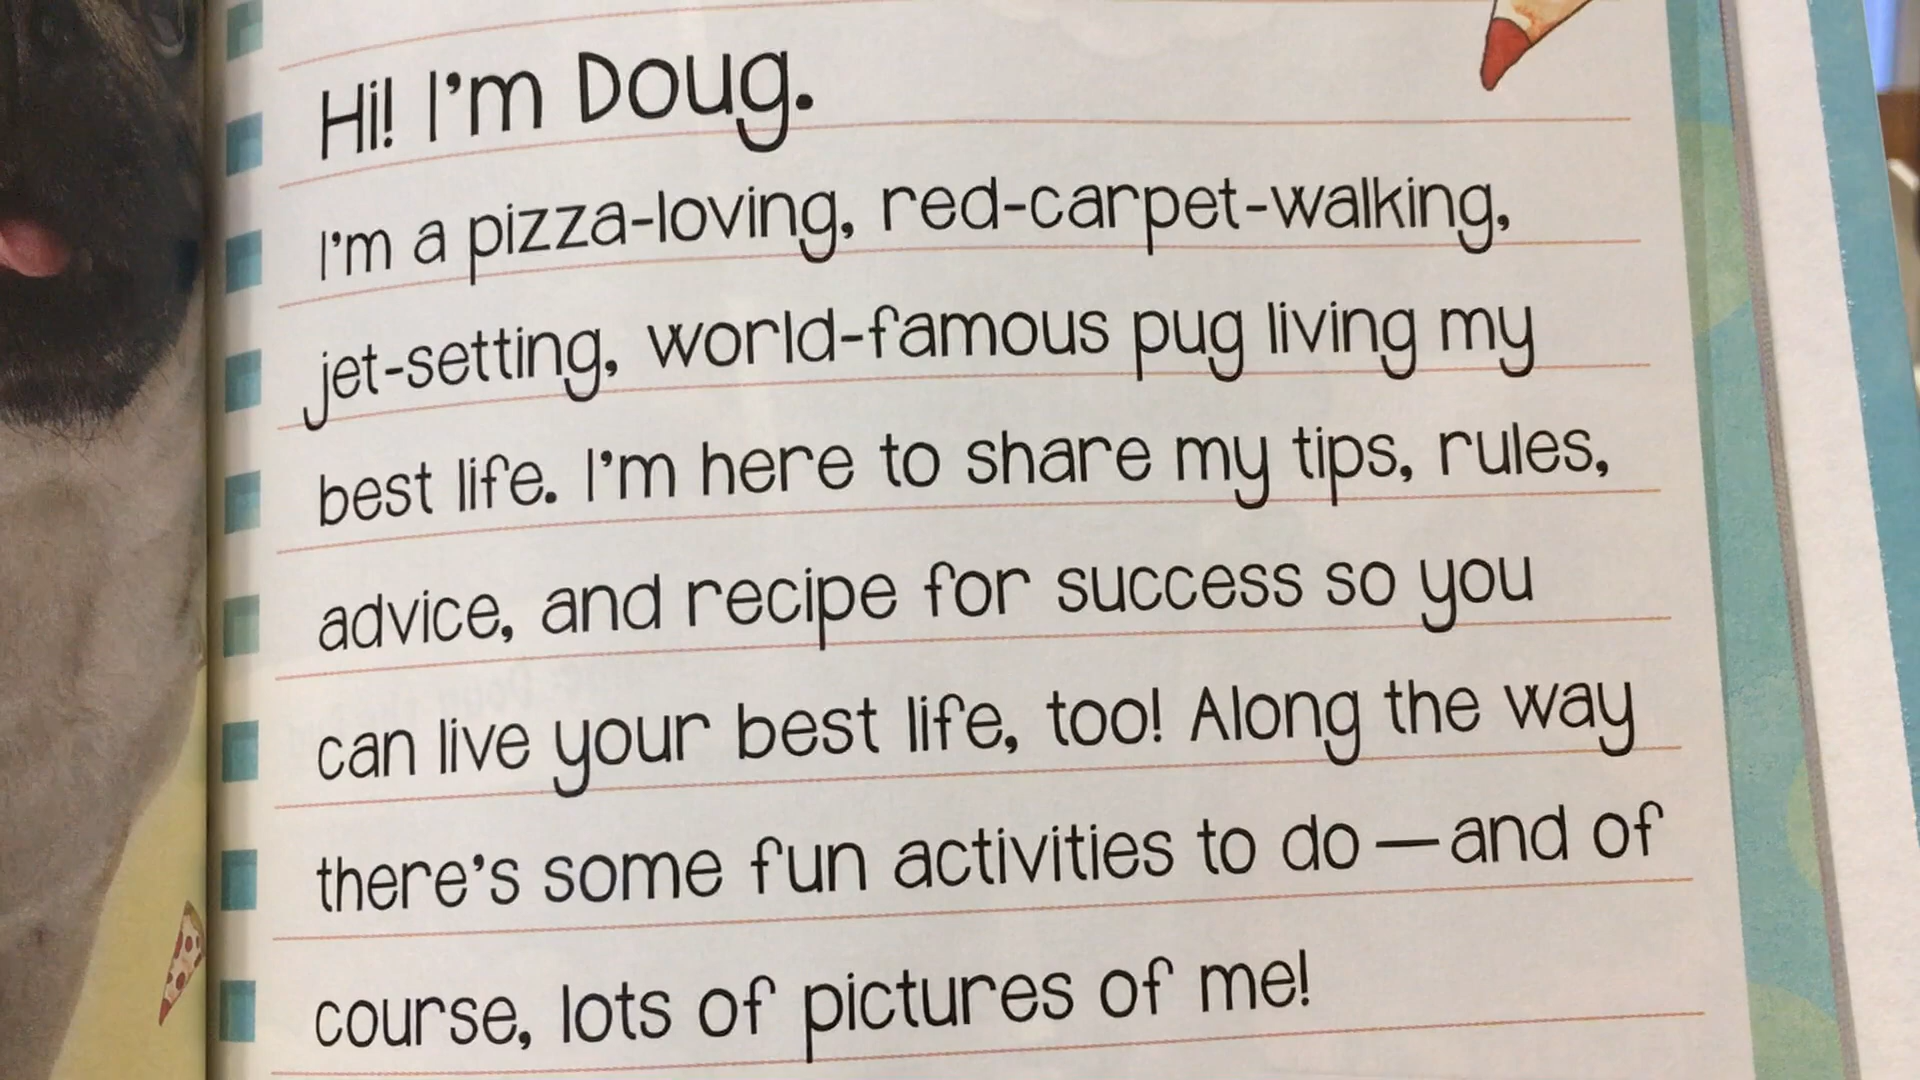 Hi! I'm Doug.
I'm a pizza-loving, red-carpet-walking,
jet-setting, world-famous pug living my
best life. I'm here to share my tips, rules,
advice, and recipe for success so you
can live your best life, too! Along the way
there's some fun activities to do—and of
course, lots of pictures of me!